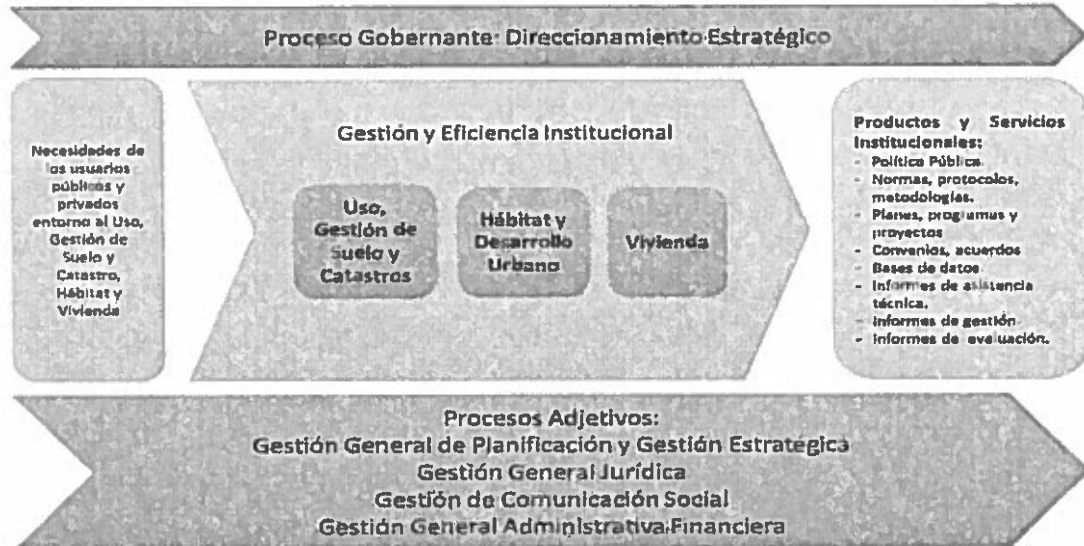 Proceso Gobernante: Direccionamiento Estratégico
Necesidades de
los usuarios
públicos y
privados
entorno al Uso,
Gestión de
Suelo y
Catastro,
Hábitat y
Vivienda
Gestión y Eficiencia Institucional
Uso,
Gestión de
Suelo y
Catastros
Hábitat y
Desarrollo
Urbano
Vivienda
Productos y Servicios
Institucionales:
- Política Pública.
- Normas, protocolos,
metodologías.
- Planes, programas y
proyectos
- Convenios, acuerdos
- Bases de datos
- Informes de asistencia
técnica.
- Informes de gestión
- Informes de evaluación.
Procesos Adjetivos:
Gestión General de Planificación y Gestión Estratégica
Gestión General Jurídica
Gestión de Comunicación Social
Gestión General Administrativa Financiera